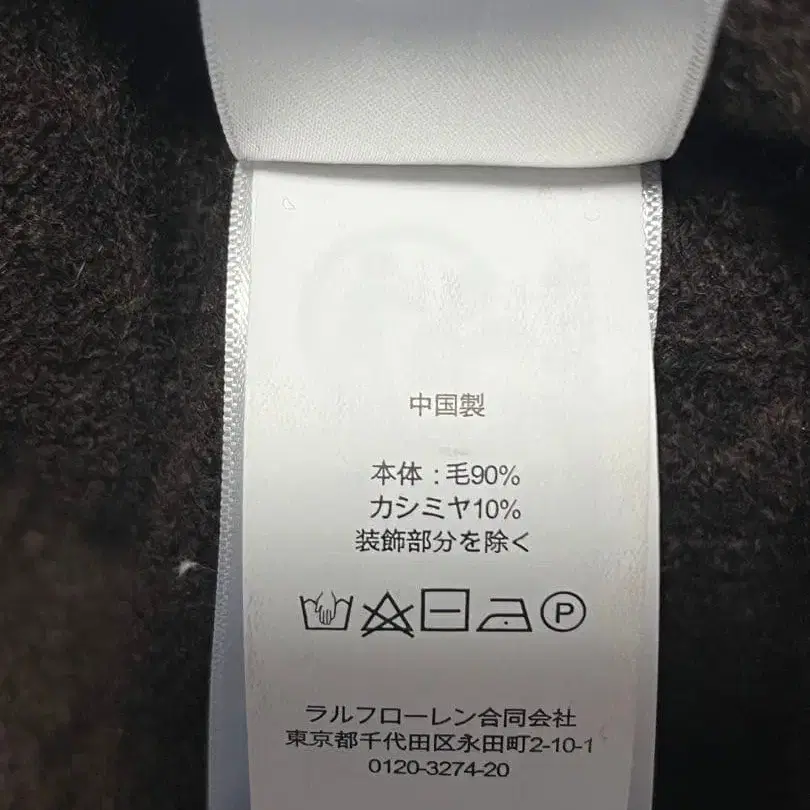 中国製
本体:毛90%
カシミヤ10%
装飾部分を除く
P
ラルフローレン合同会社
東京都千代田区永田町2-10-1
0120-3274-20